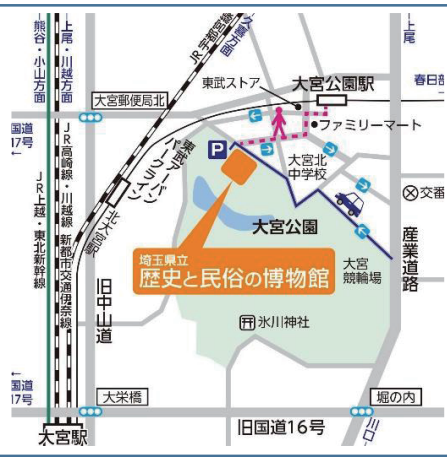 上尾・川越方面
熊谷・小山方面
久喜方面
JR宇都宮線
上尾
東武ストア
大宮公園駅
春日部
大宮郵便局北
ファミリーマート
国道
17号
←
東武アーバン
パークライン
P
大宮北
中学校
交番
JR高崎線・川越線
新都市交通伊奈線
JR上越・東北新幹線
北大宮駅
大宮公園
埼玉県立
歴史と民俗の博物館
大宮
競輪場
産業道路
旧中山道
氷川神社
←
国道
17号
大栄橋
堀の内
大宮駅
旧国道16号
川口